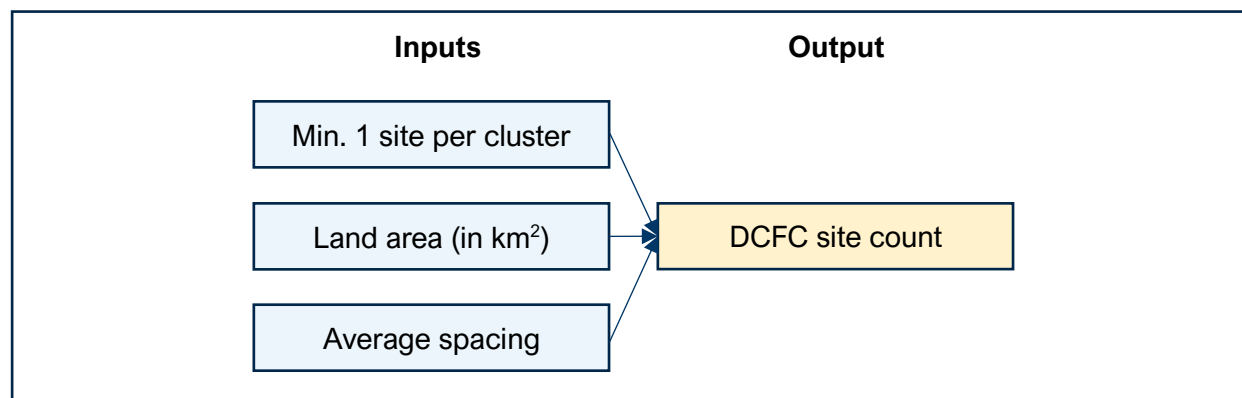 Inputs
Output
Min. 1 site per cluster
Land area (in km²)
DCFC site count
Average spacing